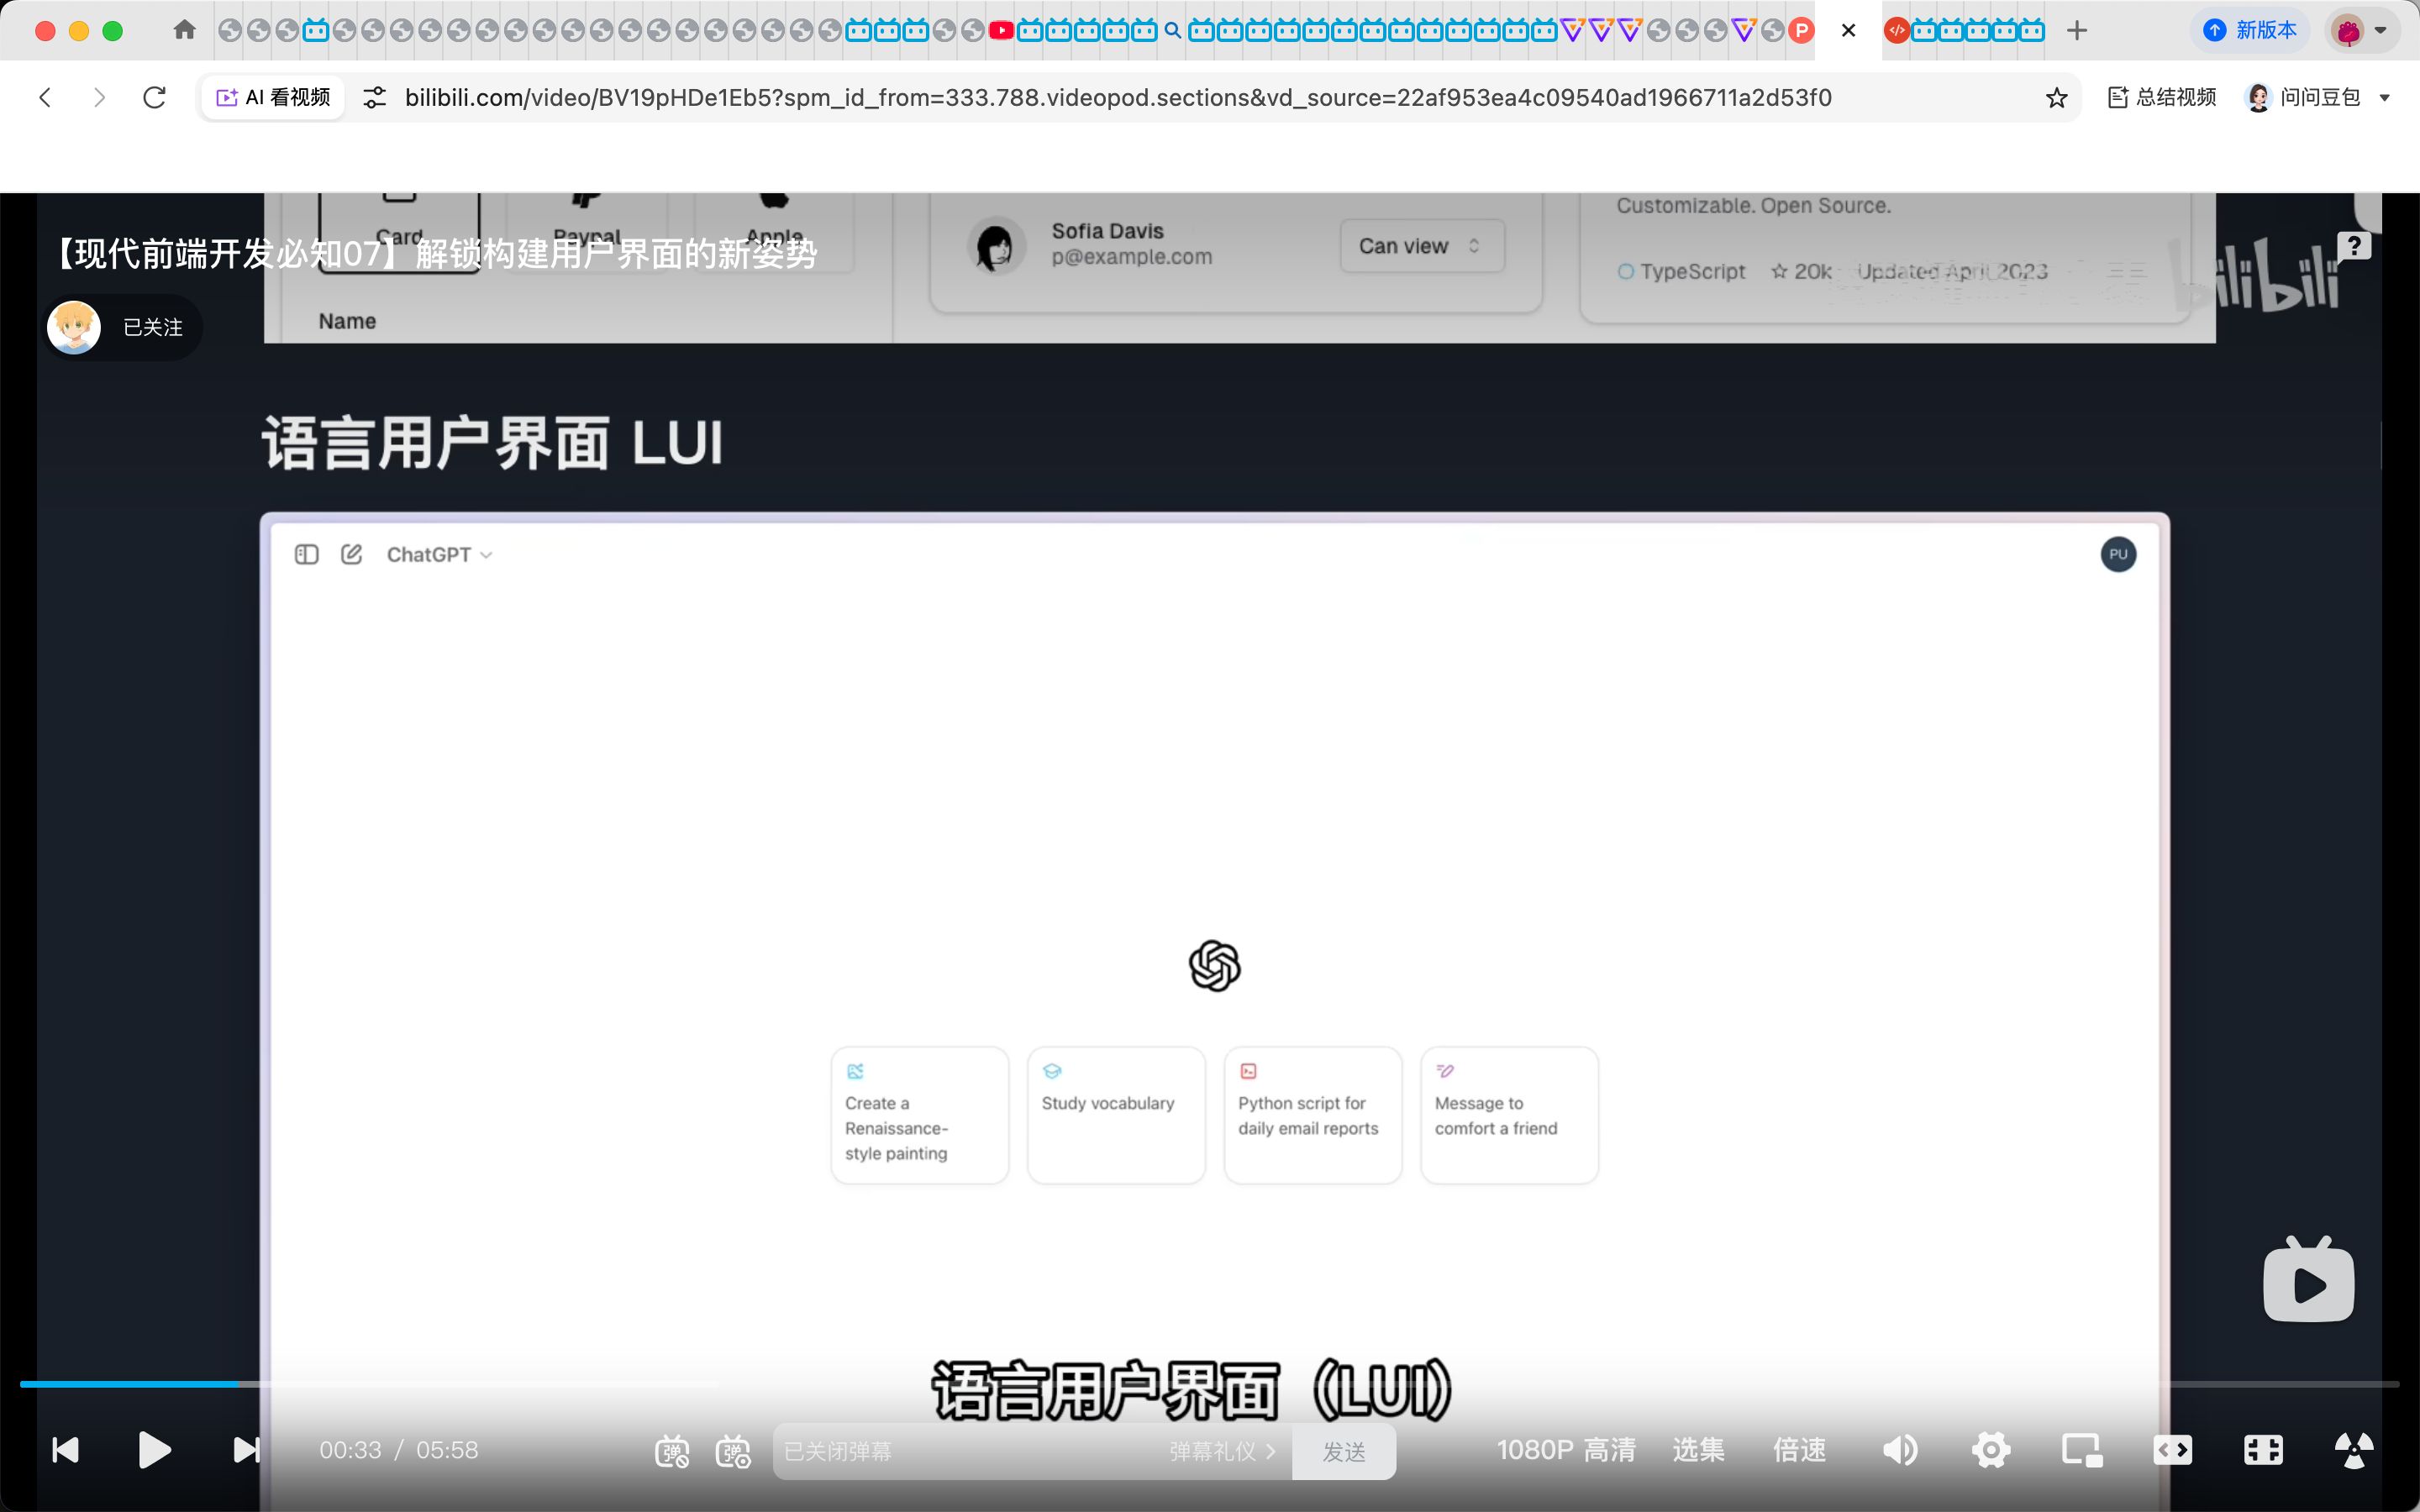 新版本
AI 看视频
bilibili.com/video/BV19pHDe1Eb5?spm_id_from=333.788.videopod.sections&vd_source=22af953ea4c09540ad1966711a2d53f0
总结视频
问问豆包
Card
Paypal
Apple
【现代前端开发必知07】解锁构建用户界面的新姿势
Sofia Davis
p@example.com
Can view
Customizable. Open Source.
TypeScript
20k
Updated April 2023
bilibili
已关注
Name
语言用户界面 LUI
ChatGPT
PU
Create a
Renaissance-
style painting
Study vocabulary
Python script for
daily email reports
Message to
comfort a friend
语言用户界面（LUI）
00:33 / 05:58
弹
弹
已关闭弹幕
弹幕礼仪
发送
1080P 高清
选集
倍速